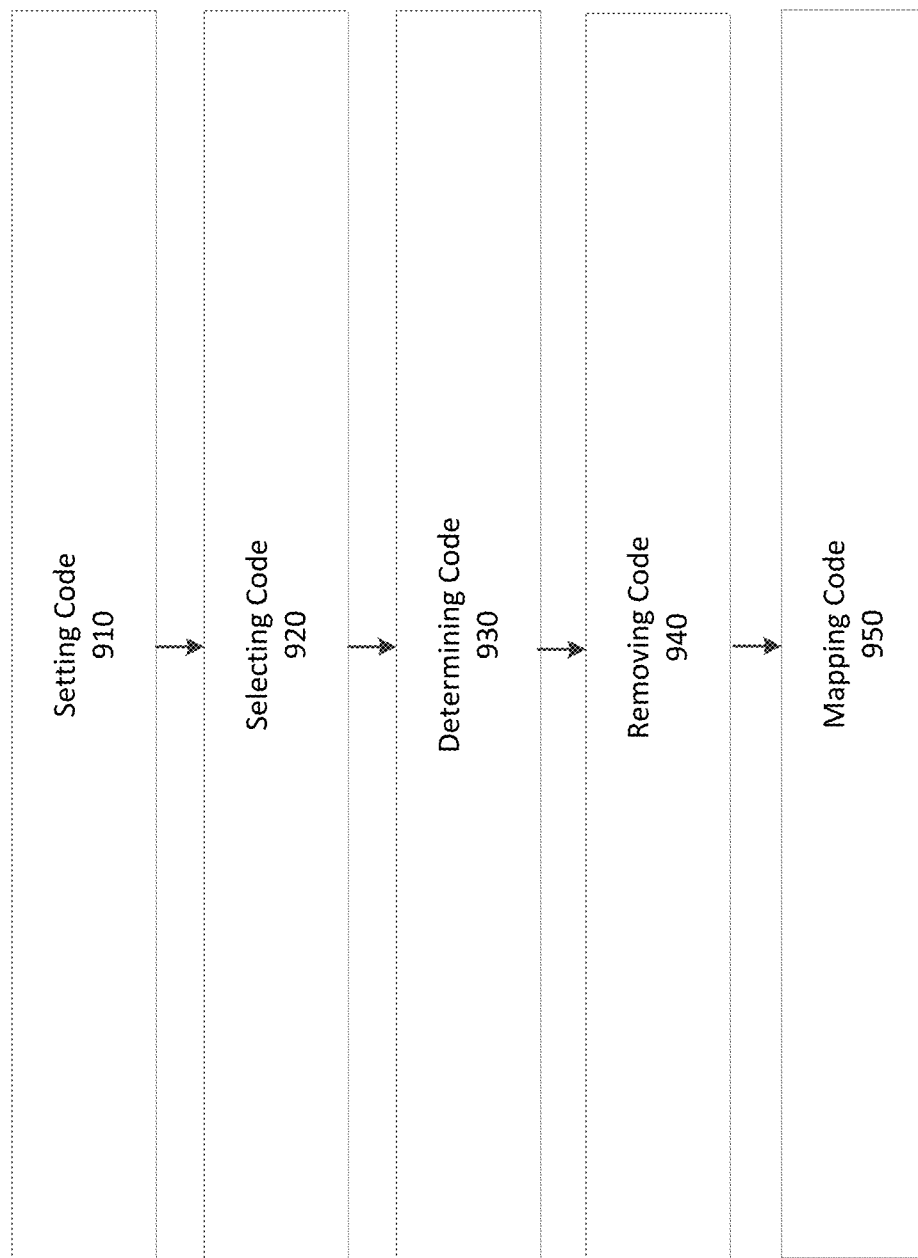 Setting Code
910
Selecting Code
920
Determining Code
930
Removing Code
940
Mapping Code
950